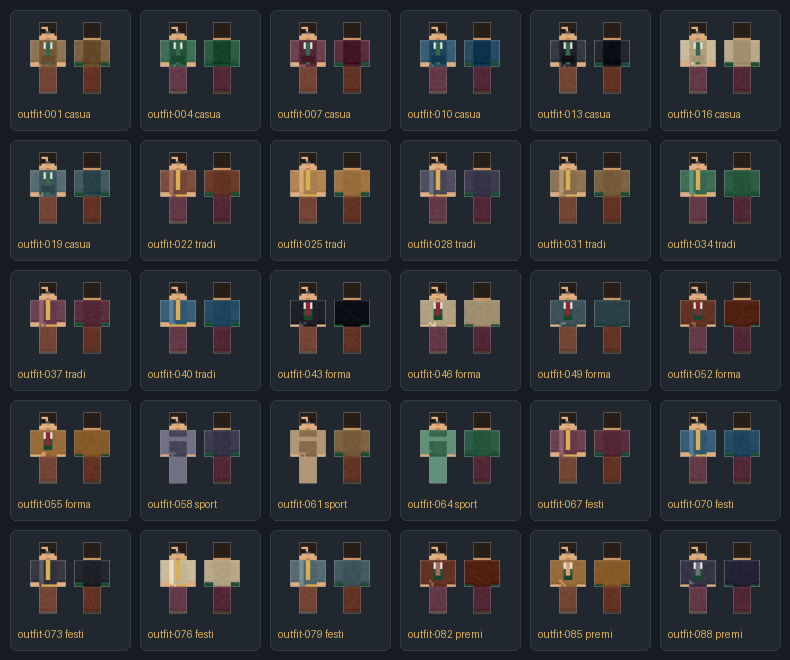 outfit-001 casua
outfit-004 casua
outfit-007 casua
outfit-010 casua
outfit-013 casua
outfit-016 casua
outfit-019 casua
outfit-022 tradi
outfit-025 tradi
outfit-028 tradi
outfit-031 tradi
outfit-034 tradi
outfit-037 tradi
outfit-040 tradi
outfit-043 forma
outfit-046 forma
outfit-049 forma
outfit-052 forma
outfit-055 forma
outfit-058 sport
outfit-061 sport
outfit-064 sport
outfit-067 festi
outfit-070 festi
outfit-073 festi
outfit-076 festi
outfit-079 festi
outfit-082 premi
outfit-085 premi
outfit-088 premi